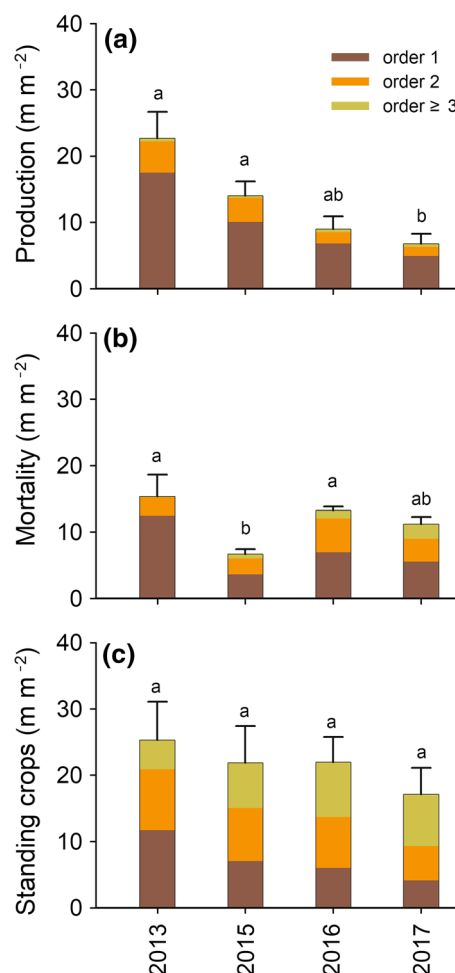 (a)
Production (m m⁻²)
40
30
20
10
0
order 1
order 2
order ≥ 3
a
a
ab
b
(b)
Mortality (m m⁻²)
40
30
20
10
0
a
b
a
ab
(c)
Standing crops (m m⁻²)
40
30
20
10
0
a
a
a
a
2013
2015
2016
2017